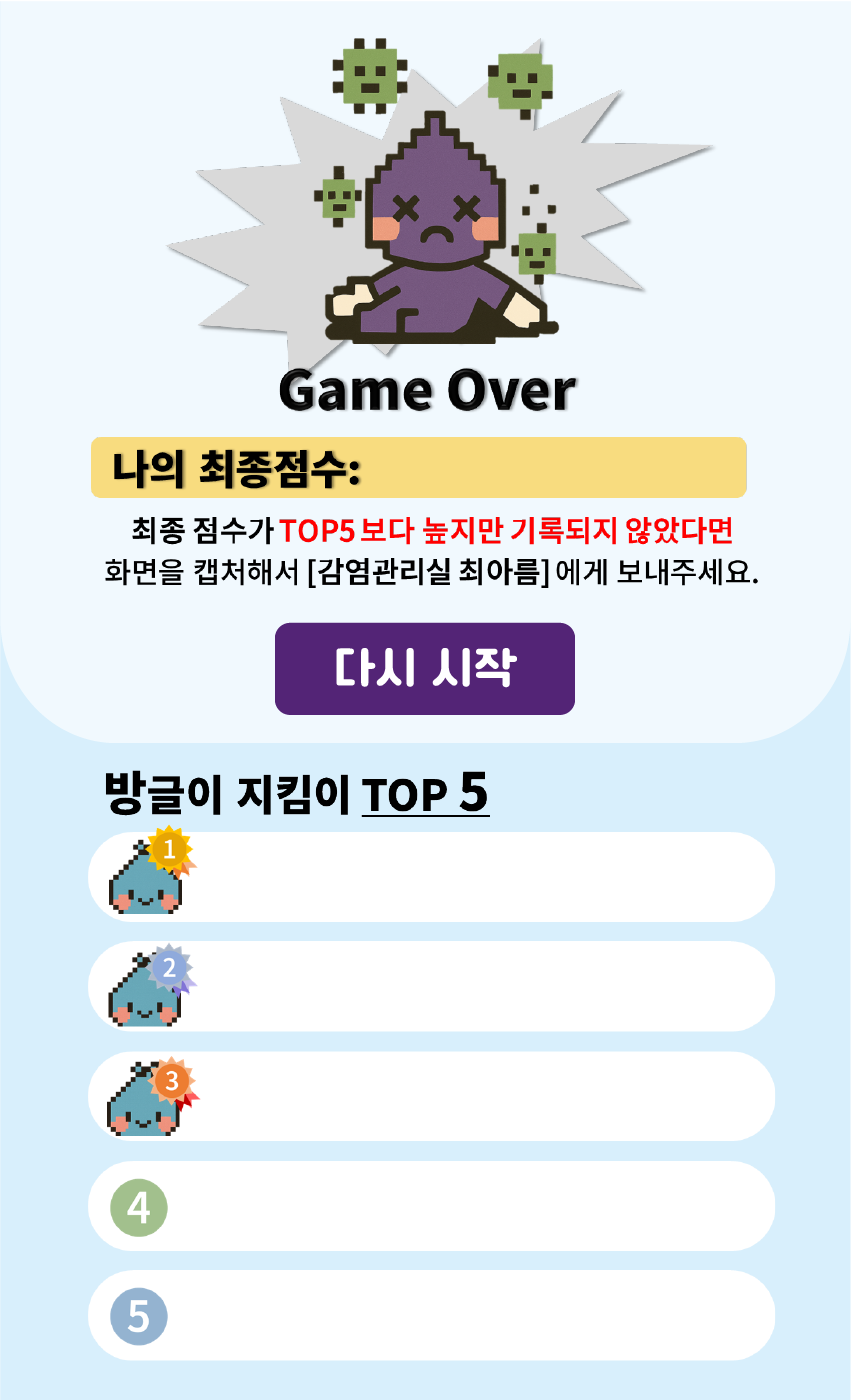 Game Over
나의 최종점수:
최종 점수가 TOP5 보다 높지만 기록되지 않았다면
화면을 캡처해서 [감염관리실 최아름] 에게 보내주세요.
다시 시작
방글이 지킴이 TOP 5
1
2
3
4
5